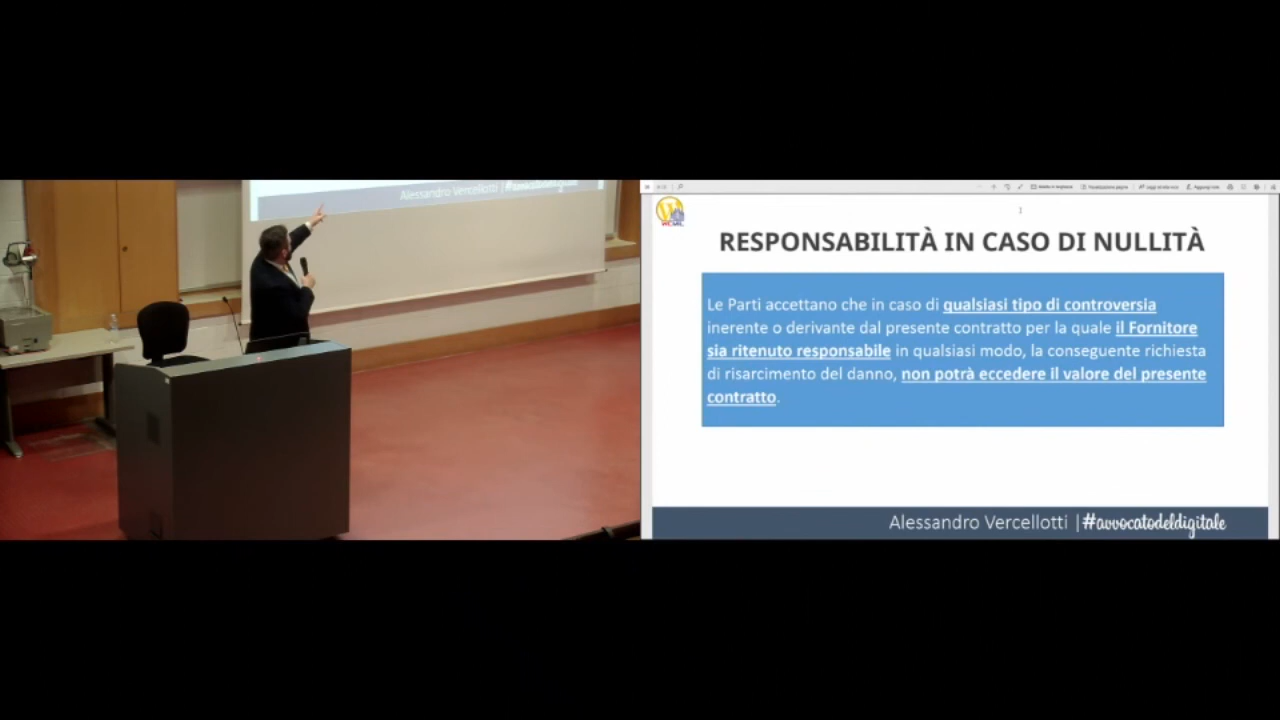 Alessandro Vercellotti |
RESPONSABILITÀ IN CASO DI NULLITÀ
Le Parti accettano che in caso di qualsiasi tipo di controversia
inerente o derivante dal presente contratto per la quale il Fornitore
sia ritenuto responsabile in qualsiasi modo, la conseguente richiesta
di risarcimento del danno, non potrà eccedere il valore del presente
contratto.
Alessandro Vercellotti | #avvocatodeldigitale